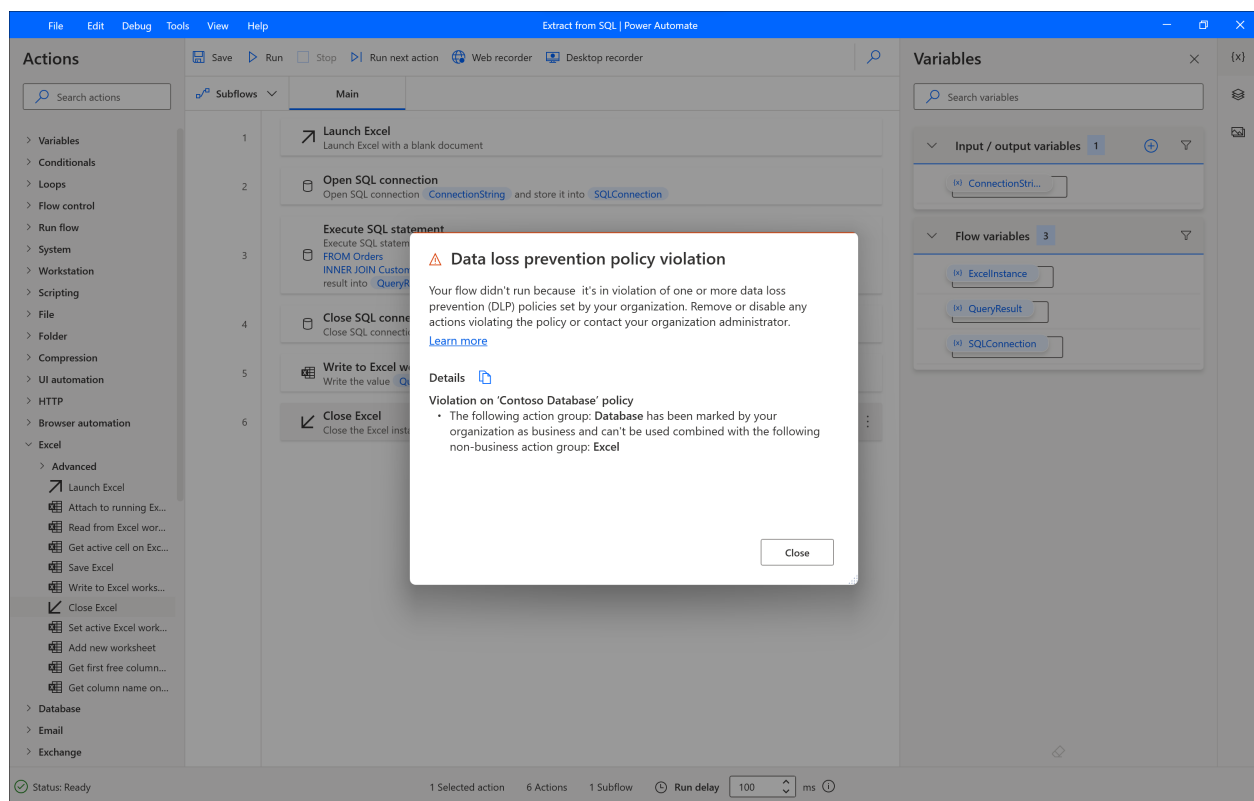 File Edit Debug Tools View Help
Extract from SQL | Power Automate
Actions
Search actions
Variables
Conditionals
Loops
Flow control
Run flow
System
Workstation
Scripting
File
Folder
Compression
UI automation
HTTP
Browser automation
Excel
Advanced
Launch Excel
Attach to running Ex...
Read from Excel wor...
Get active cell on Exc...
Save Excel
Write to Excel works...
Close Excel
Set active Excel work...
Add new worksheet
Get first free column...
Get column name on...
Database
Email
Exchange
Save Run Stop Run next action Web recorder Desktop recorder
Subflows Main
1 Launch Excel
Launch Excel with a blank document
2 Open SQL connection
Open SQL connection ConnectionString and store it into SQLConnection
Execute SQL statement
Execute SQL statem
3 FROM Orders
INNER JOIN Custom
result into QueryR
4 Close SQL conne
Close SQL connecti
5 Write to Excel w
Write the value Qu
6 Close Excel
Close the Excel insta
Data loss prevention policy violation
Your flow didn't run because it's in violation of one or more data loss
prevention (DLP) policies set by your organization. Remove or disable any
actions violating the policy or contact your organization administrator.
Learn more
Details
Violation on 'Contoso Database' policy
• The following action group: Database has been marked by your
organization as business and can't be used combined with the following
non-business action group: Excel
Close
Variables
Search variables
Input / output variables 1
{x} ConnectionStri...
Flow variables 3
{x} ExcelInstance
{x} QueryResult
{x} SQLConnection
{x}
Status: Ready 1 Selected action 6 Actions 1 Subflow Run delay 100 ms